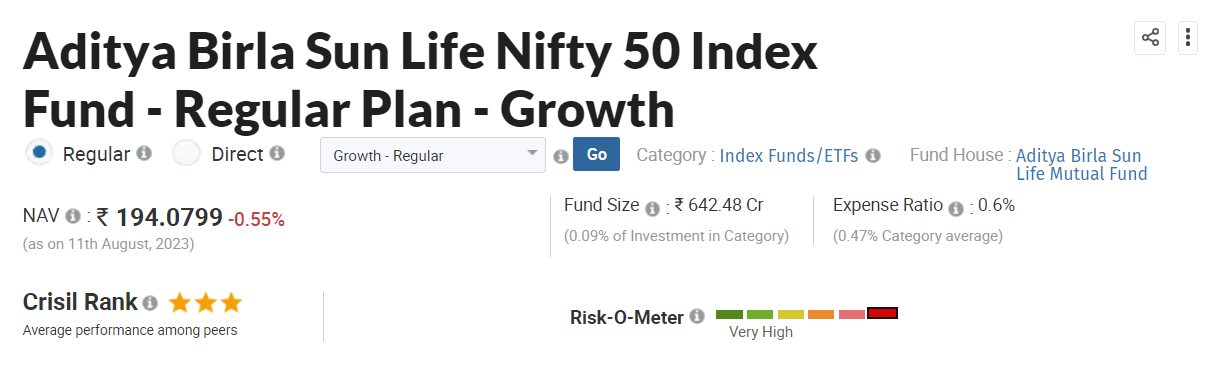 Aditya Birla Sun Life Nifty 50 Index
Fund - Regular Plan - Growth
Regular Direct Growth - Regular Go Category : Index Funds/ETFs Fund House : Aditya Birla Sun
Life Mutual Fund
NAV : ₹ 194.0799 -0.55% Fund Size : ₹ 642.48 Cr Expense Ratio : 0.6%
(as on 11th August, 2023) (0.09% of Investment in Category) (0.47% Category average)
Crisil Rank Risk-O-Meter
Average performance among peers Very High